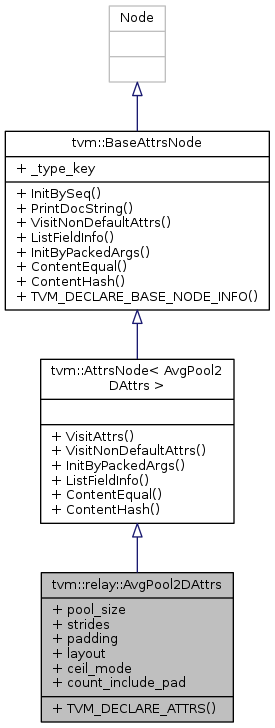 Node
tvm::BaseAttrsNode
+ _type_key
+ InitBySeq()
+ PrintDocString()
+ VisitNonDefaultAttrs()
+ ListFieldInfo()
+ InitByPackedArgs()
+ ContentEqual()
+ ContentHash()
+ TVM_DECLARE_BASE_NODE_INFO()
tvm::AttrsNode< AvgPool2
DAttrs >
+ VisitAttrs()
+ VisitNonDefaultAttrs()
+ InitByPackedArgs()
+ ListFieldInfo()
+ ContentEqual()
+ ContentHash()
tvm::relay::AvgPool2DAttrs
+ pool_size
+ strides
+ padding
+ layout
+ ceil_mode
+ count_include_pad
+ TVM_DECLARE_ATTRS()